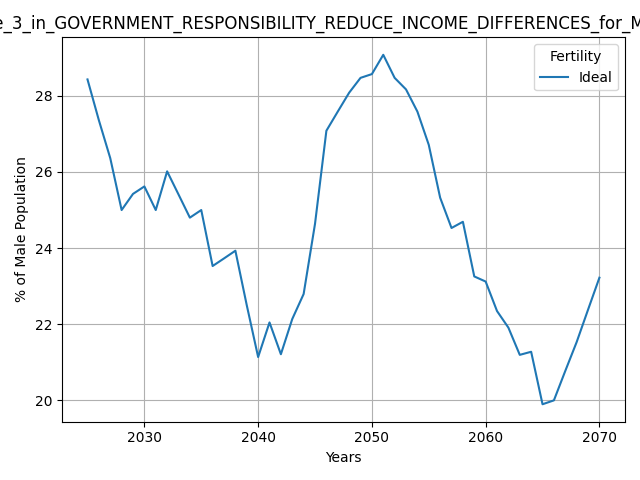 e_3_in_GOVERNMENT_RESPONSIBILITY_REDUCE_INCOME_DIFFERENCES_for_M
Fertility
Ideal
% of Male Population
28
26
24
22
20
2030 2040 2050 2060 2070
Years